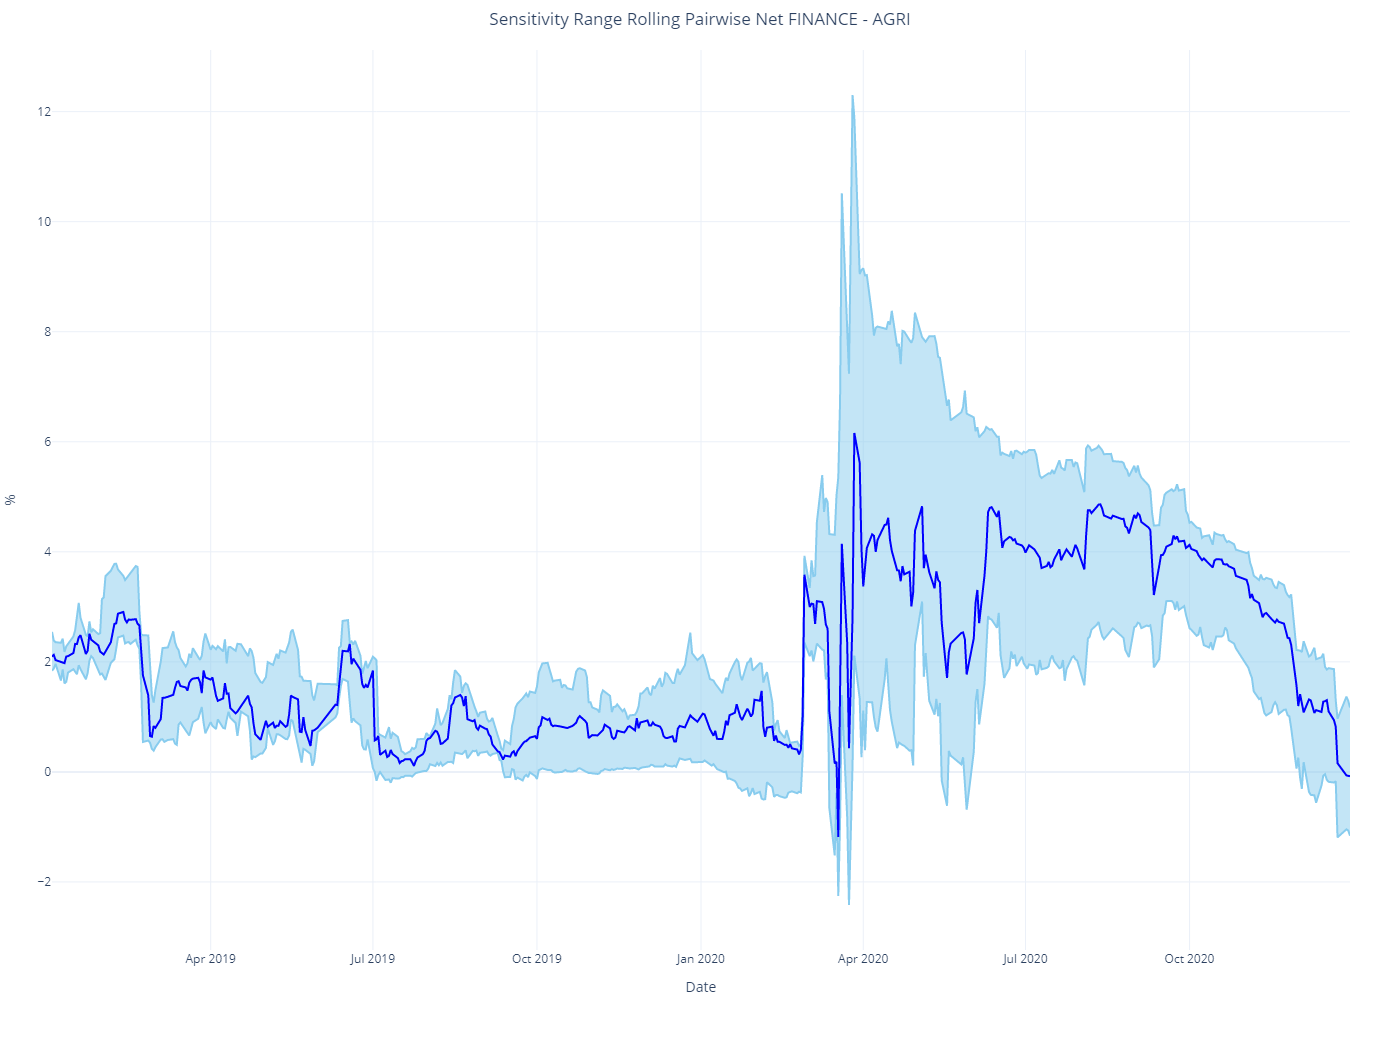 Sensitivity Range Rolling Pairwise Net FINANCE - AGRI
12
10
8
6
4
2
0
−2
%
Apr 2019
Jul 2019
Oct 2019
Jan 2020
Apr 2020
Jul 2020
Oct 2020
Date